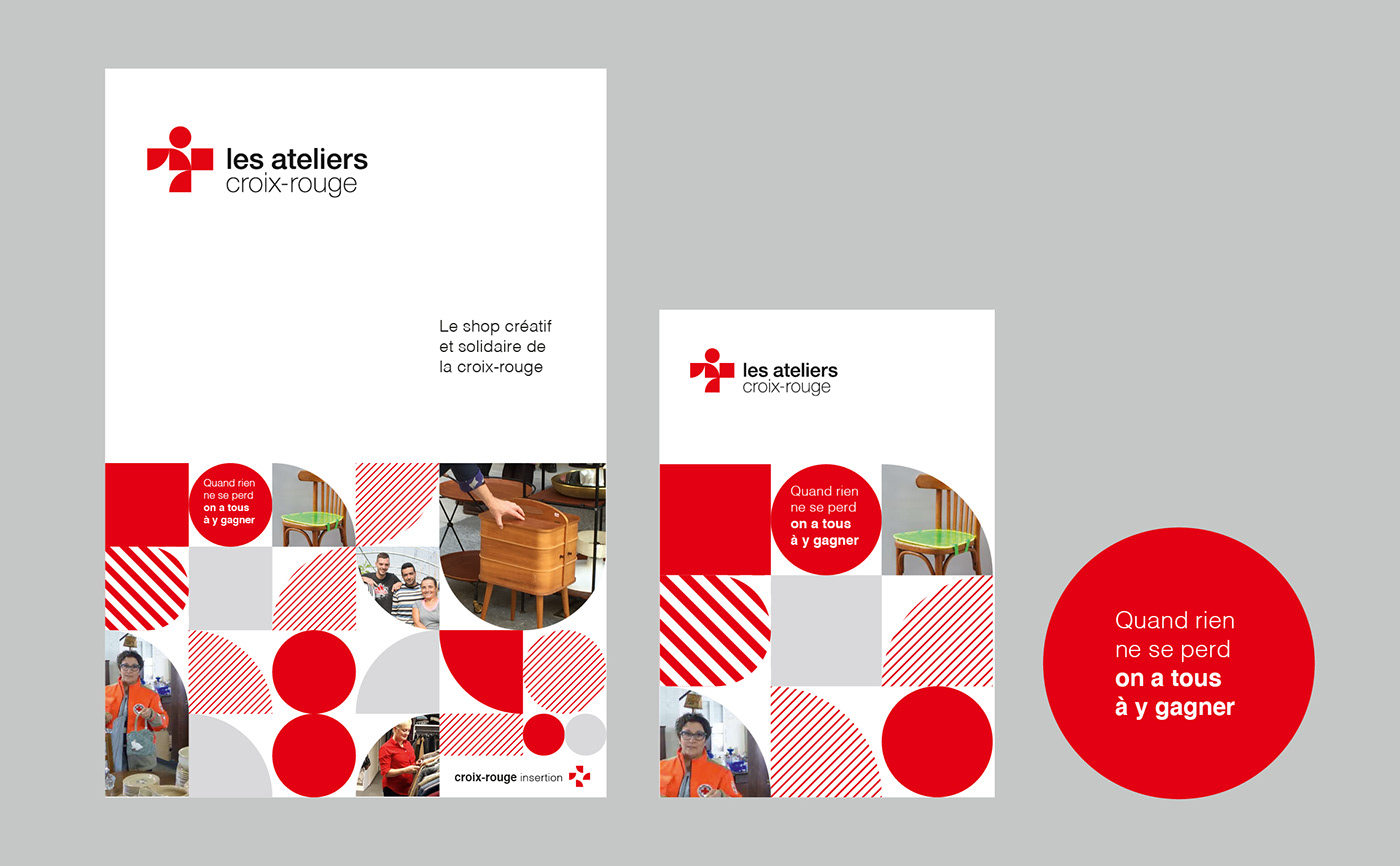 les ateliers
croix-rouge
Le shop créatif
et solidaire de
la croix-rouge
Quand rien
ne se perd
on a tous
à y gagner
croix-rouge insertion
les ateliers
croix-rouge
Quand rien
ne se perd
on a tous
à y gagner
Quand rien
ne se perd
on a tous
à y gagner